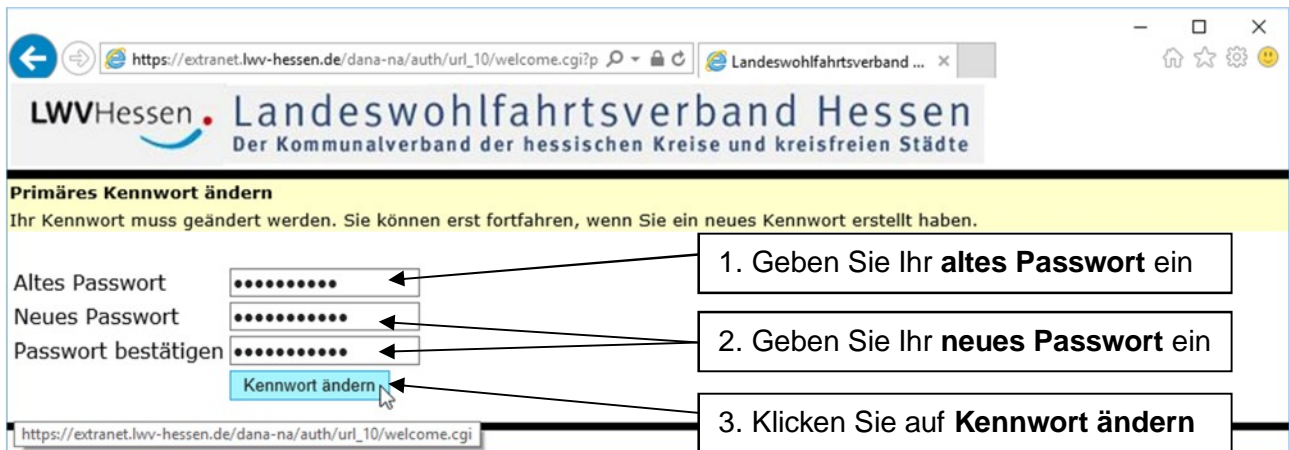 https://extranet.lwv-hessen.de/dana-na/auth/url_10/welcome.cgi?p
Landeswohlfahrtsverband ...
LWVHessen.
Landeswohlfahrtsverband Hessen
Der Kommunalverband der hessischen Kreise und kreisfreien Städte
Primäres Kennwort ändern
Ihr Kennwort muss geändert werden. Sie können erst fortfahren, wenn Sie ein neues Kennwort erstellt haben.
1. Geben Sie Ihr altes Passwort ein
Altes Passwort ••••••••••
Neues Passwort •••••••••••
2. Geben Sie Ihr neues Passwort ein
Passwort bestätigen •••••••••••
Kennwort ändern
3. Klicken Sie auf Kennwort ändern
https://extranet.lwv-hessen.de/dana-na/auth/url_10/welcome.cgi